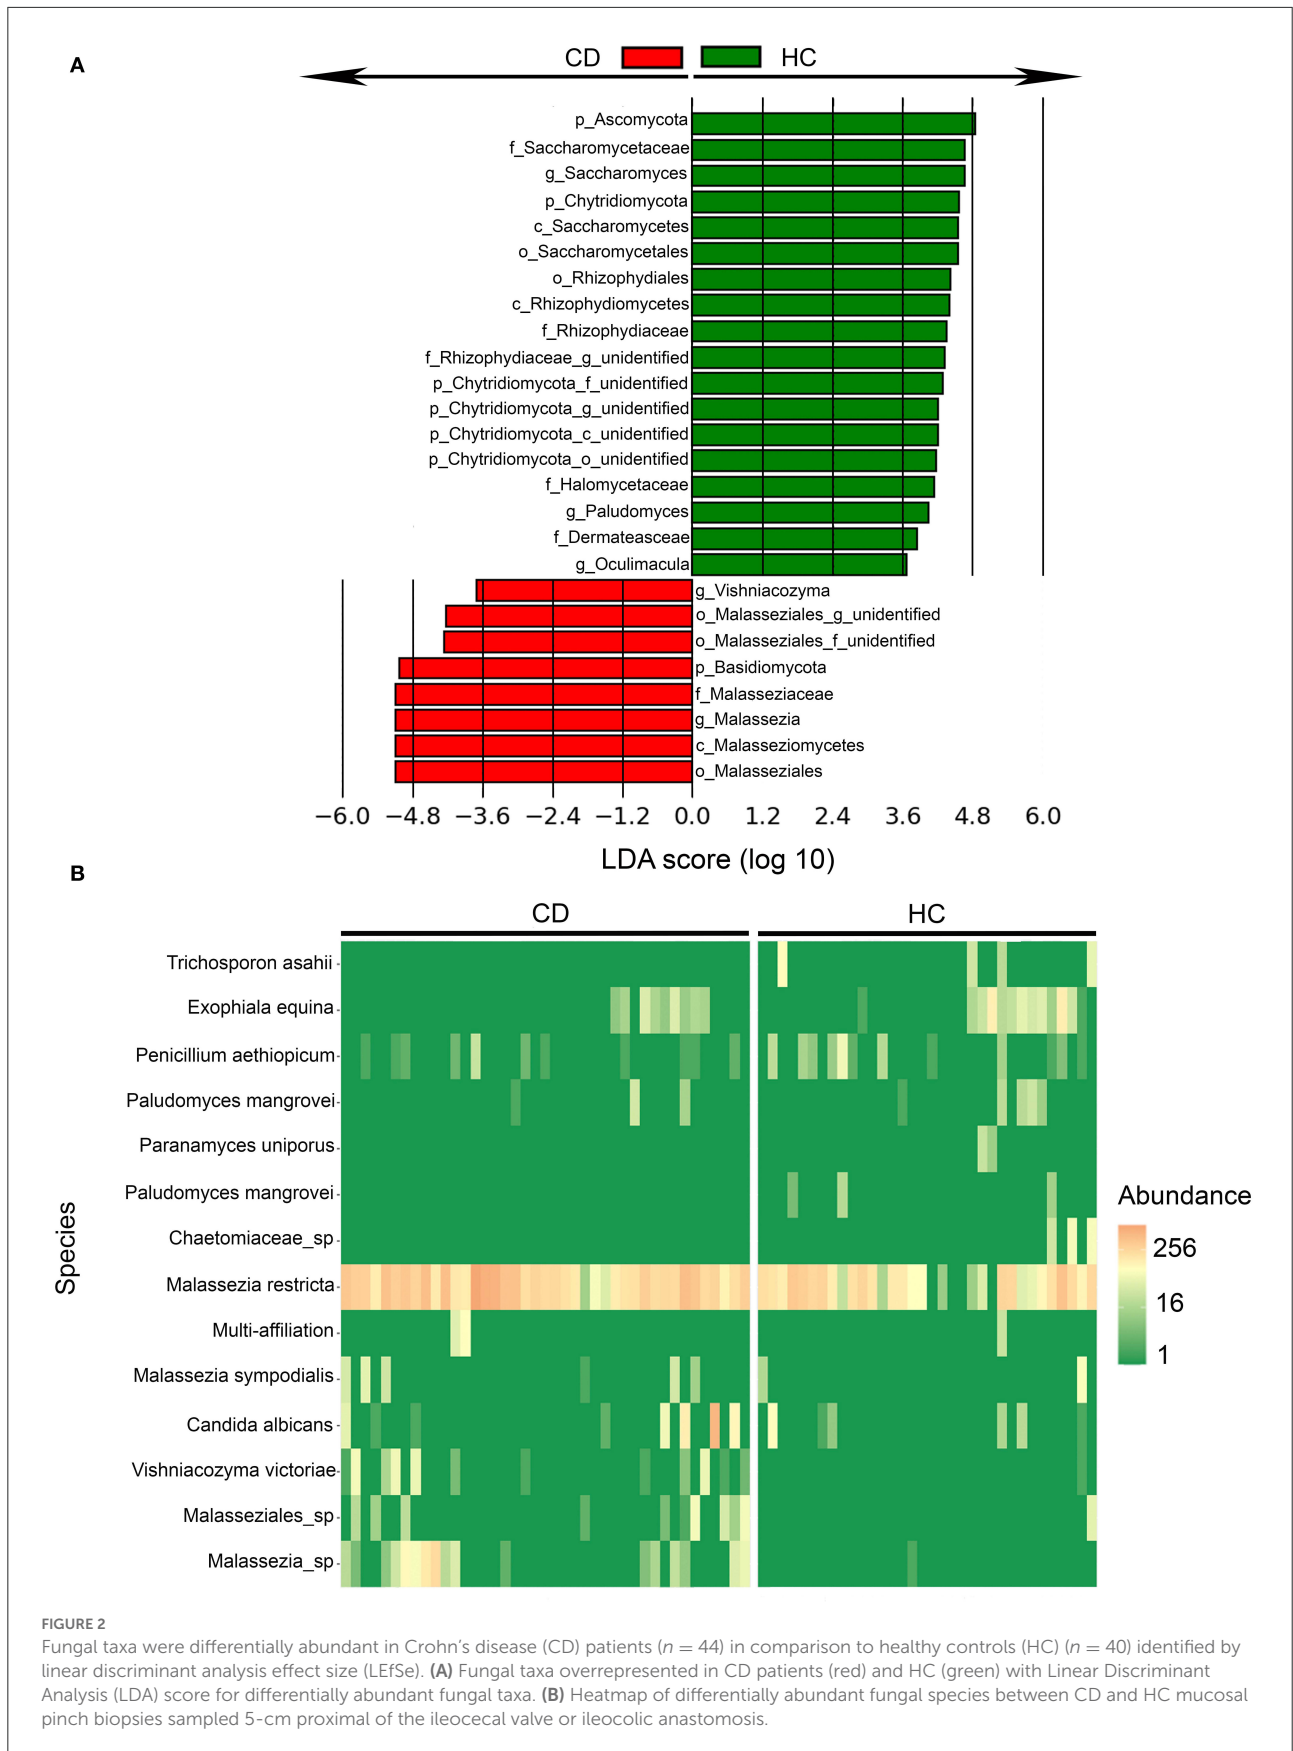 A
CD
HC
p_Ascomycota
f_Saccharomycetaceae
g_Saccharomyces
p_Chytridiomycota
c_Saccharomycetes
o_Saccharomycetales
o_Rhizophydiales
c_Rhizophydiomycetes
f_Rhizophydiaceae
f_Rhizophydiaceae_g_unidentified
p_Chytridiomycota_f_unidentified
p_Chytridiomycota_g_unidentified
p_Chytridiomycota_c_unidentified
p_Chytridiomycota_o_unidentified
f_Halomycetaceae
g_Paludomyces
f_Dermateasceae
g_Oculimacula
g_Vishniacozyma
o_Malasseziales_g_unidentified
o_Malasseziales_f_unidentified
p_Basidiomycota
f_Malasseziaceae
g_Malassezia
c_Malasseziomycetes
o_Malasseziales
−6.0 −4.8 −3.6 −2.4 −1.2 0.0 1.2 2.4 3.6 4.8 6.0
LDA score (log 10)
B
CD
HC
Species
Trichosporon asahii
Exophiala equina
Penicillium aethiopicum
Paludomyces mangrovei
Paranamyces uniporus
Paludomyces mangrovei
Chaetomiaceae_sp
Malassezia restricta
Multi-affiliation
Malassezia sympodialis
Candida albicans
Vishniacozyma victoriae
Malasseziales_sp
Malassezia_sp
Abundance
256
16
1
FIGURE 2
Fungal taxa were differentially abundant in Crohn's disease (CD) patients (n = 44) in comparison to healthy controls (HC) (n = 40) identified by
linear discriminant analysis effect size (LEfSe). (A) Fungal taxa overrepresented in CD patients (red) and HC (green) with Linear Discriminant
Analysis (LDA) score for differentially abundant fungal taxa. (B) Heatmap of differentially abundant fungal species between CD and HC mucosal
pinch biopsies sampled 5-cm proximal of the ileocecal valve or ileocolic anastomosis.